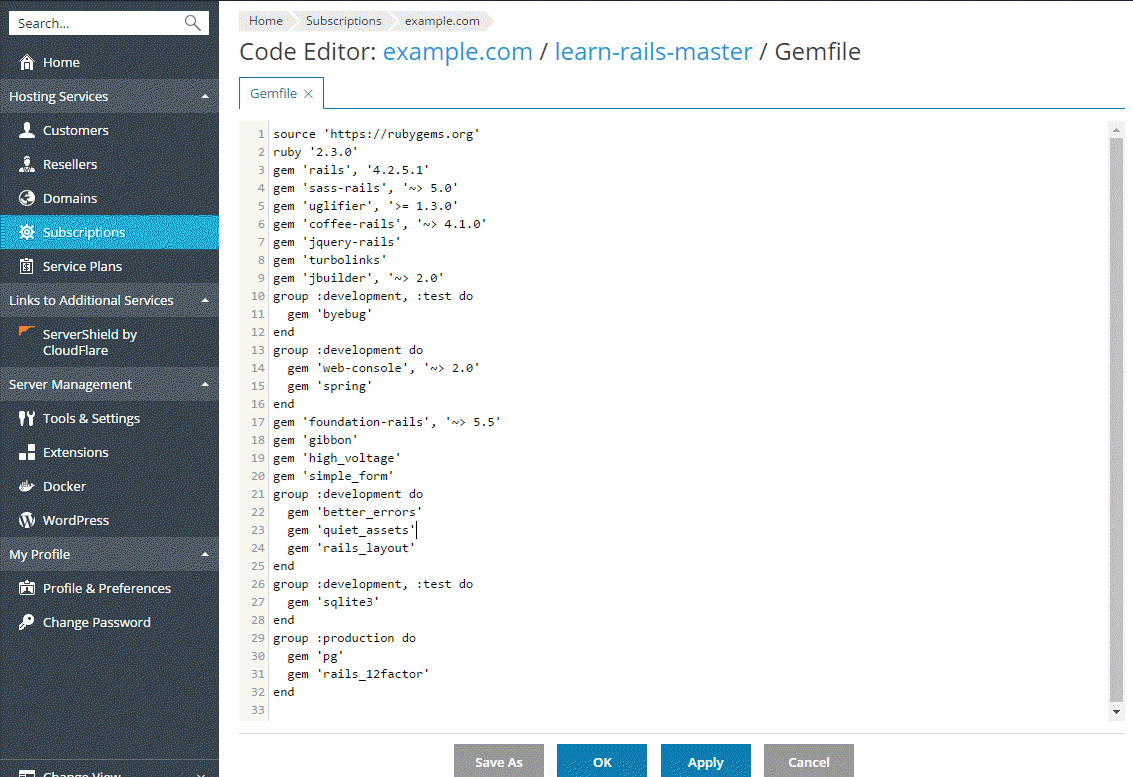 Search...
Home
Hosting Services
Customers
Resellers
Domains
Subscriptions
Service Plans
Links to Additional Services
ServerShield by
CloudFlare
Server Management
Tools & Settings
Extensions
Docker
WordPress
My Profile
Profile & Preferences
Change Password
Change View
Home Subscriptions example.com
Code Editor: example.com / learn-rails-master / Gemfile
Gemfile
1 source 'https://rubygems.org'
2 ruby '2.3.0'
3 gem 'rails', '4.2.5.1'
4 gem 'sass-rails', '~> 5.0'
5 gem 'uglifier', '>= 1.3.0'
6 gem 'coffee-rails', '~> 4.1.0'
7 gem 'jquery-rails'
8 gem 'turbolinks'
9 gem 'jbuilder', '~> 2.0'
10 group :development, :test do
11   gem 'byebug'
12 end
13 group :development do
14   gem 'web-console', '~> 2.0'
15   gem 'spring'
16 end
17 gem 'foundation-rails', '~> 5.5'
18 gem 'gibbon'
19 gem 'high_voltage'
20 gem 'simple_form'
21 group :development do
22   gem 'better_errors'
23   gem 'quiet_assets'
24   gem 'rails_layout'
25 end
26 group :development, :test do
27   gem 'sqlite3'
28 end
29 group :production do
30   gem 'pg'
31   gem 'rails_12factor'
32 end
33
Save As OK Apply Cancel